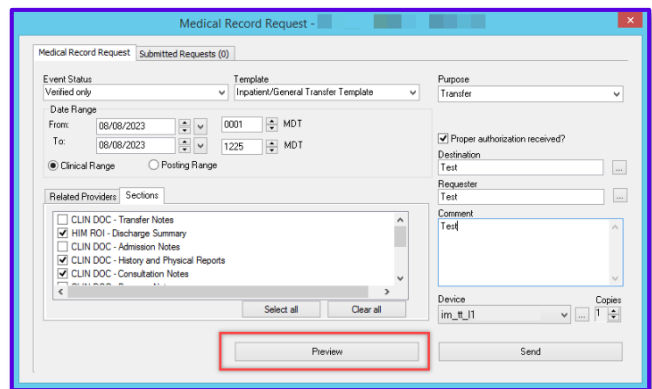 Medical Record Request -
Medical Record Request Submitted Requests (0)
Event Status Template Purpose
Verified only Inpatient/General Transfer Template Transfer
Date Range
From: 08/08/2023 0001 MDT
To: 08/08/2023 1225 MDT
Proper authorization received?
Destination
Clinical Range Posting Range Test ...
Requester
Related Providers Sections Test ...
Comment
CLIN DOC - Transfer Notes Test
HIM ROI - Discharge Summary
CLIN DOC - Admission Notes
CLIN DOC - History and Physical Reports
CLIN DOC - Consultation Notes
Device Copies
Select all Clear all im_tt_l1 ... 1
Preview Send